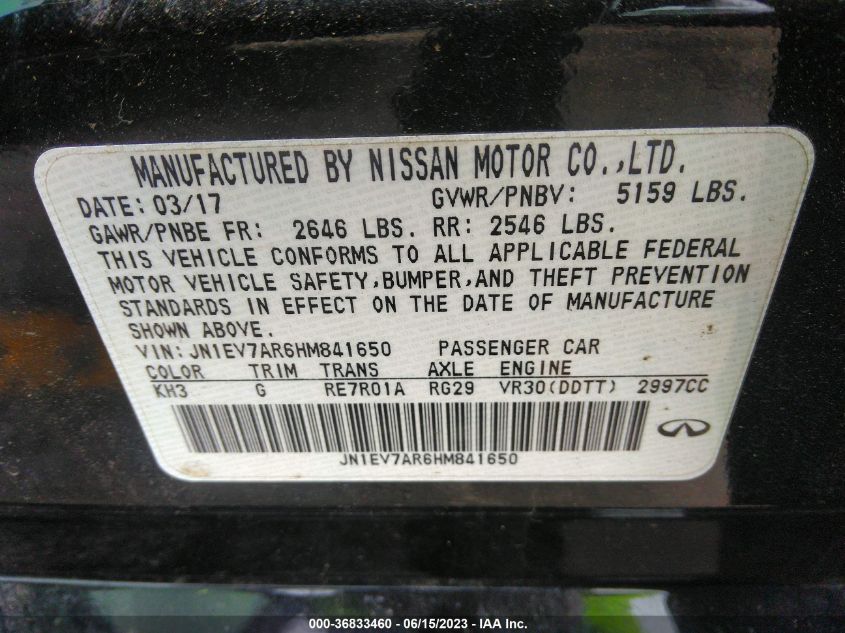 MANUFACTURED BY NISSAN MOTOR CO.,LTD.
DATE: 03/17 GVWR/PNBV: 5159 LBS.
GAWR/PNBE FR: 2646 LBS. RR: 2546 LBS.
THIS VEHICLE CONFORMS TO ALL APPLICABLE FEDERAL
MOTOR VEHICLE SAFETY,BUMPER,AND THEFT PREVENTION
STANDARDS IN EFFECT ON THE DATE OF MANUFACTURE
SHOWN ABOVE.
VIN:JN1EV7AR6HM841650 PASSENGER CAR
COLOR TRIM TRANS AXLE ENGINE
KH3 G RE7R01A RG29 VR30(DDTT) 2997CC
JN1EV7AR6HM841650
000-36833460 - 06/15/2023 - IAA Inc.